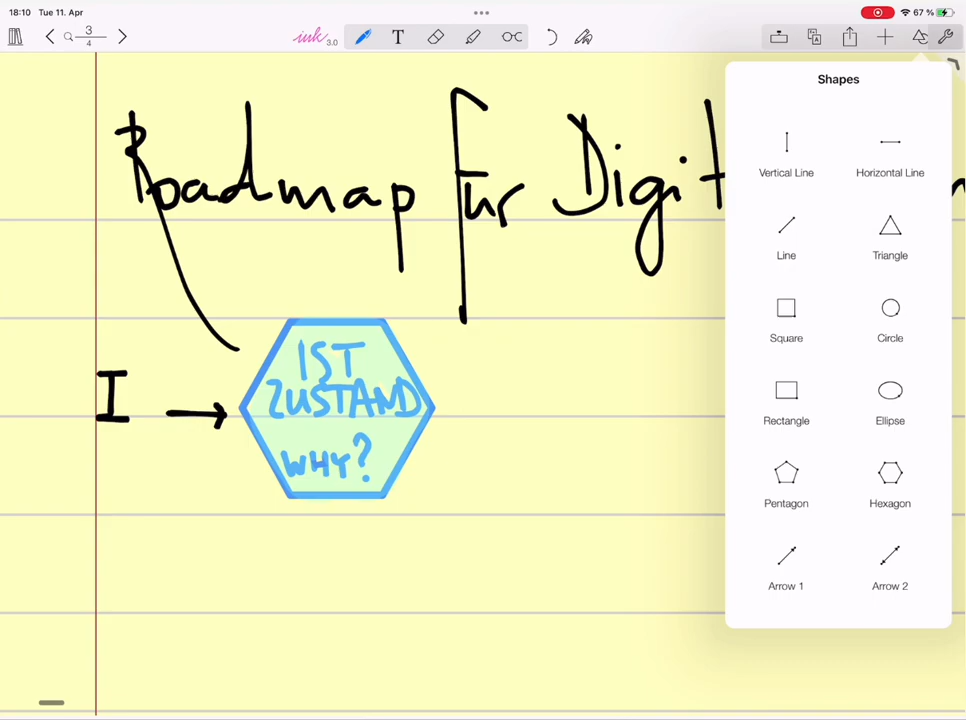 18:10 Tue 11. Apr
67 %
3
4
ink 3.0
T
Shapes
Vertical Line
Horizontal Line
Line
Triangle
Square
Circle
Rectangle
Ellipse
Pentagon
Hexagon
Arrow 1
Arrow 2
Roadmap für Digit
I →
IST
ZUSTAND
WHY?